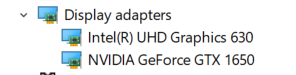 Display adapters
Intel(R) UHD Graphics 630
NVIDIA GeForce GTX 1650